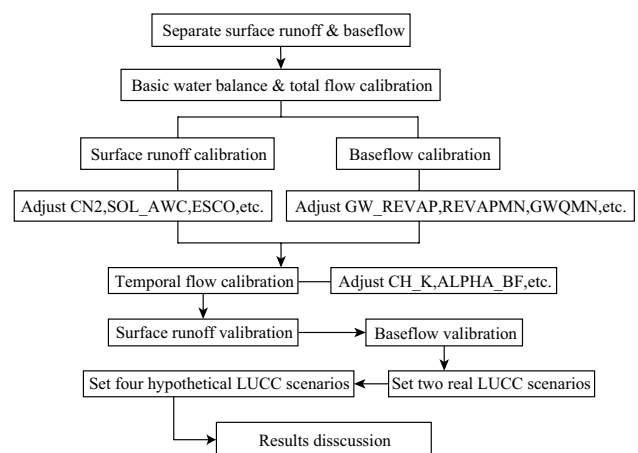 Separate surface runoff & baseflow
Basic water balance & total flow calibration
Surface runoff calibration
Baseflow calibration
Adjust CN2,SOL_AWC,ESCO,etc.
Adjust GW_REVAP,REVAPMN,GWQMN,etc.
Temporal flow calibration
Adjust CH_K,ALPHA_BF,etc.
Surface runoff validation
Baseflow validation
Set four hypothetical LUCC scenarios
Set two real LUCC scenarios
Results disscussion